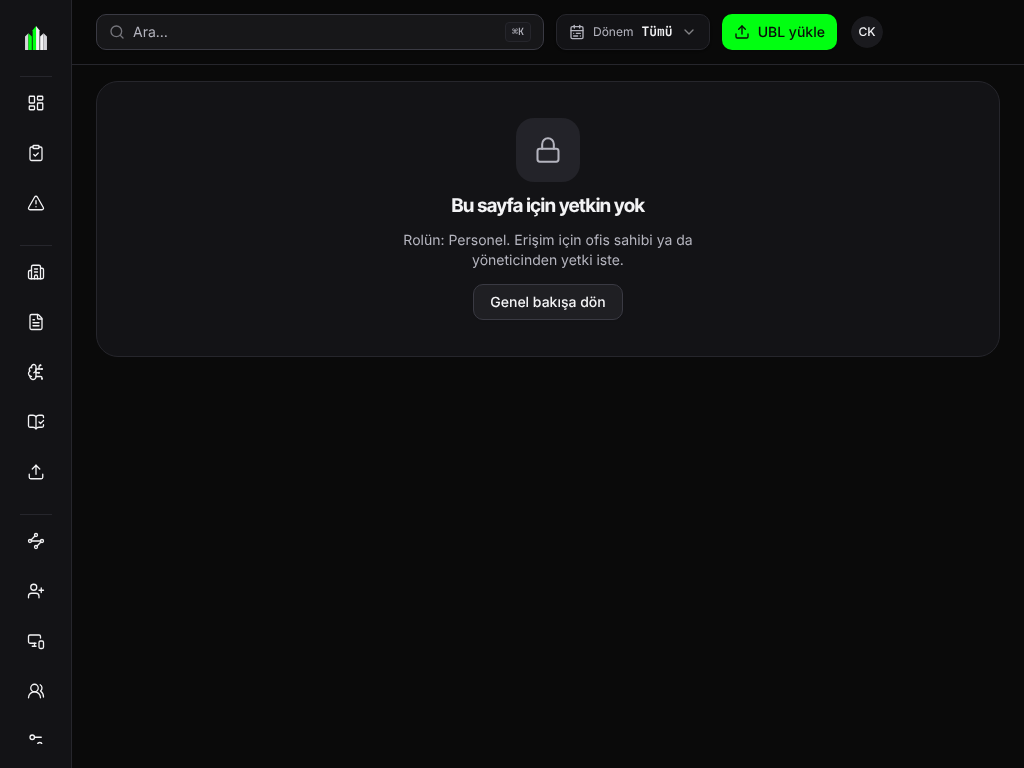 Ara...
⌘K
Dönem Tümü
UBL yükle
CK
Bu sayfa için yetkin yok
Rolün: Personel. Erişim için ofis sahibi ya da
yöneticinden yetki iste.
Genel bakışa dön